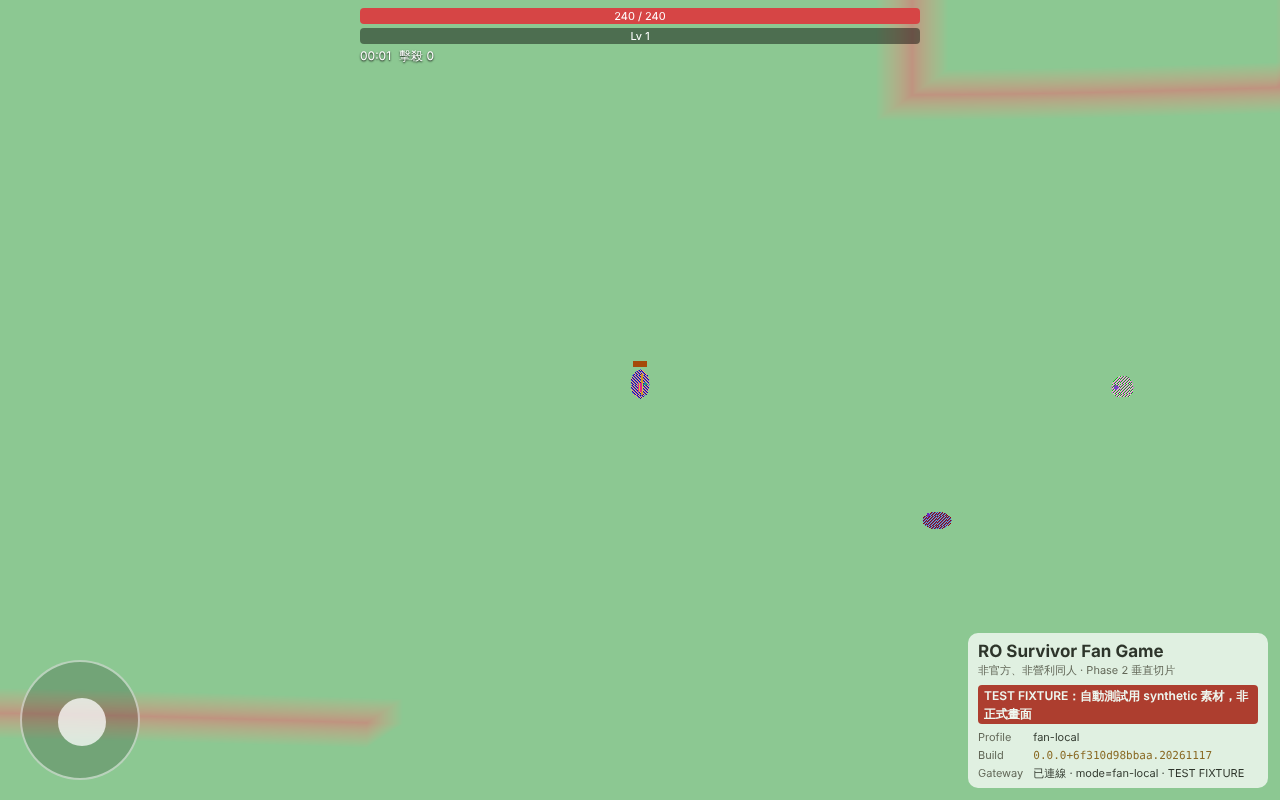 240 / 240
Lv 1
00:01 擊殺 0
RO Survivor Fan Game
非官方、非營利同人 · Phase 2 垂直切片
TEST FIXTURE：自動測試用 synthetic 素材，非
正式畫面
Profile fan-local
Build 0.0.0+6f310d98bbaa.20261117
Gateway 已連線 · mode=fan-local · TEST FIXTURE